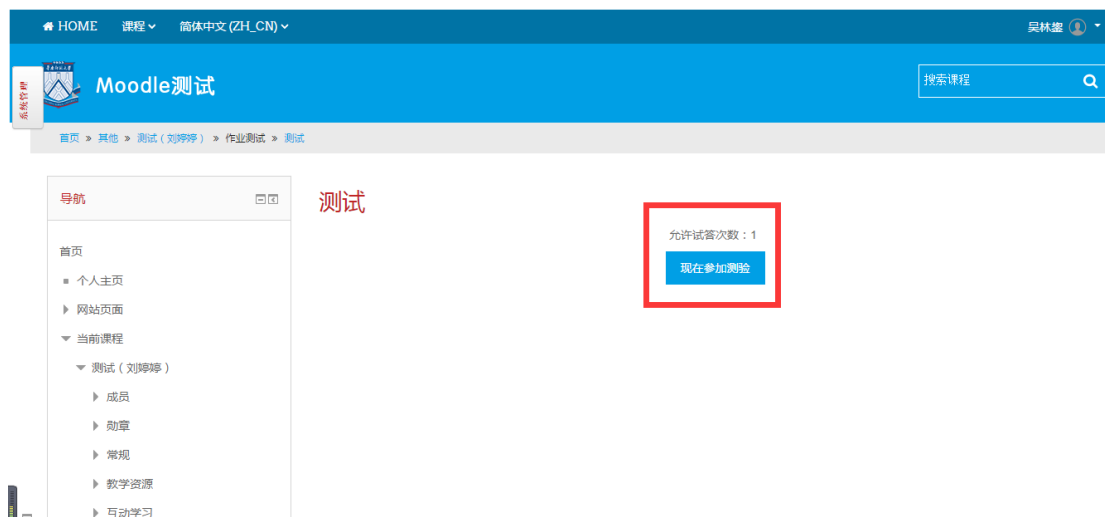 HOME 课程 简体中文 (ZH_CN) 吴林鋆
系统管理
Moodle测试
搜索课程
首页 » 其他 » 测试（刘婷婷） » 作业测试 » 测试
导航
测试
允许试答次数：1
现在参加测验
首页
个人主页
网站页面
当前课程
测试（刘婷婷）
成员
勋章
常规
教学资源
互动学习